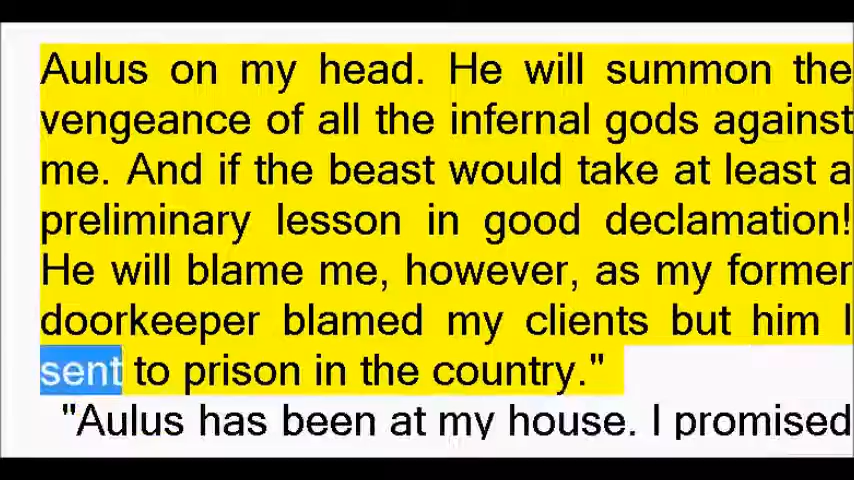 Aulus on my head. He will summon the
vengeance of all the infernal gods against
me. And if the beast would take at least a
preliminary lesson in good declamation!
He will blame me, however, as my former
doorkeeper blamed my clients but him I
sent to prison in the country."
"Aulus has been at my house. I promised